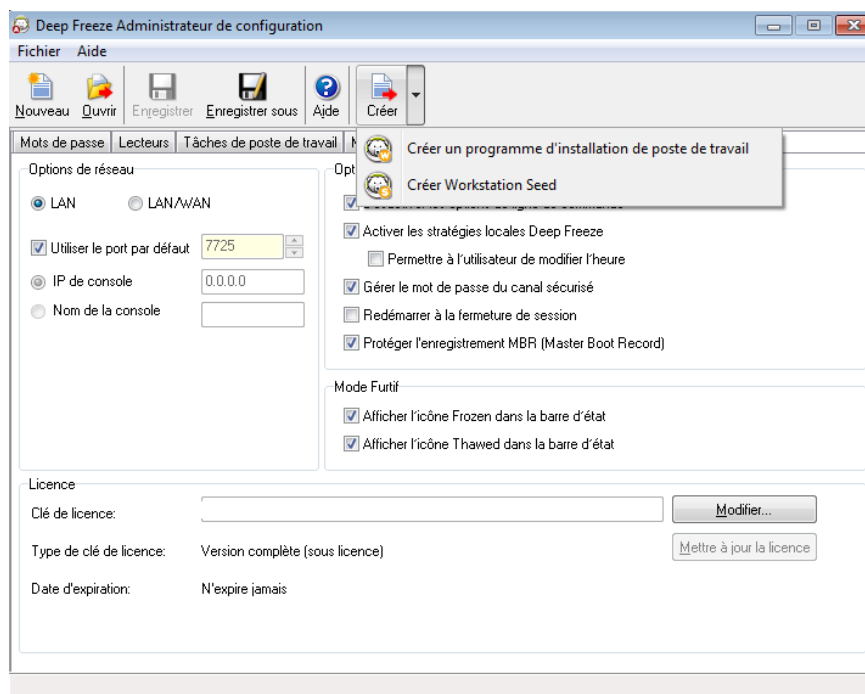 Deep Freeze Administrateur de configuration
Fichier Aide
Nouveau Ouvrir Enregistrer Enregistrer sous Aide Créer
Mots de passe Lecteurs Tâches de poste de travail
Créer un programme d'installation de poste de travail
Créer Workstation Seed
Options de réseau
LAN LAN/WAN
Utiliser le port par défaut 7725
IP de console 0.0.0.0
Nom de la console
Activer les stratégies locales Deep Freeze
Permettre à l'utilisateur de modifier l'heure
Gérer le mot de passe du canal sécurisé
Redémarrer à la fermeture de session
Protéger l'enregistrement MBR (Master Boot Record)
Mode Furtif
Afficher l'icône Frozen dans la barre d'état
Afficher l'icône Thawed dans la barre d'état
Licence
Clé de licence: Modifier...
Type de clé de licence: Version complète (sous licence) Mettre à jour la licence
Date d'expiration: N'expire jamais